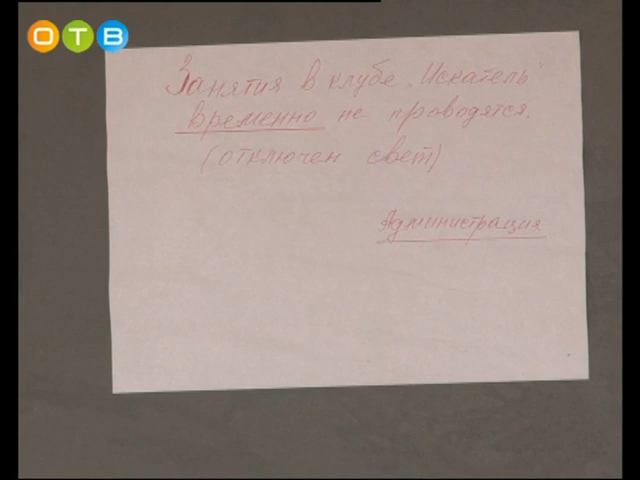 ОТВ
Занятия в клубе „Искатель"
временно не проводятся.
(отключен свет)
Администрация